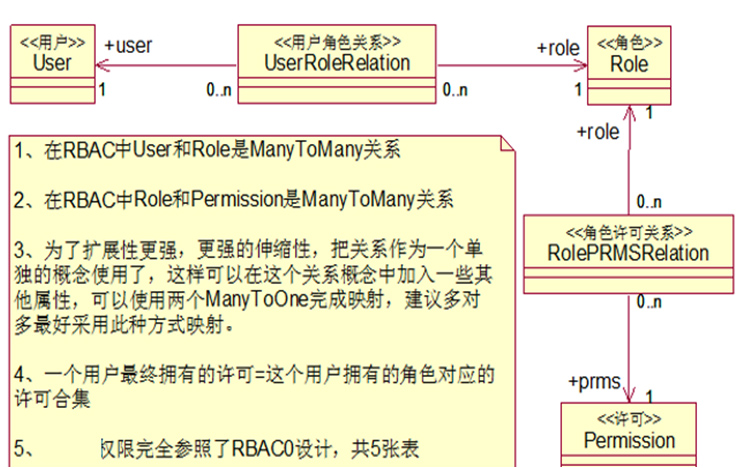 <<用户>>
User
+user
1
<<用户角色关系>>
UserRoleRelation
0..n
0..n
+role
1
<<角色>>
Role
1
+role
0..n
<<角色许可关系>>
RolePRMSRelation
0..n
+prms
1
<<许可>>
Permission
1、在RBAC中User和Role是ManyToMany关系
2、在RBAC中Role和Permission是ManyToMany关系
3、为了扩展性更强，更强的伸缩性，把关系作为一个单
独的概念使用了，这样可以在这个关系概念中加入一些其
他属性，可以使用两个ManyToOne完成映射，建议多对
多最好采用此种方式映射。
4、一个用户最终拥有的许可=这个用户拥有的角色对应的
许可合集
5、 权限完全参照了RBAC0设计，共5张表